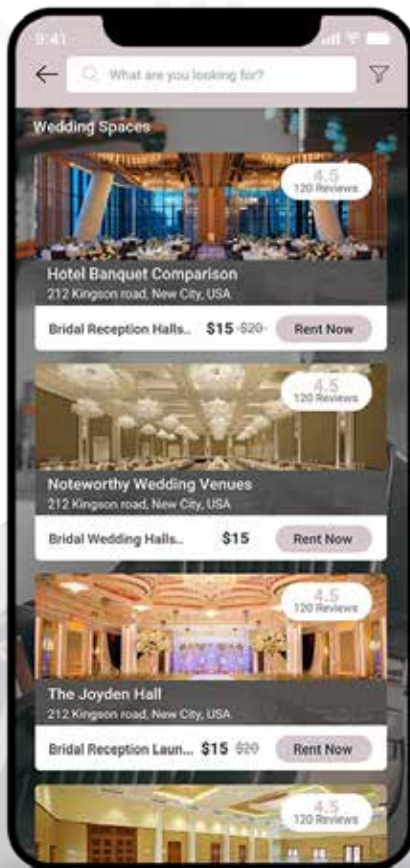 9:41
What are you looking for?
Wedding Spaces
4.5
120 Reviews
Hotel Banquet Comparison
212 Kingson road, New City, USA
Bridal Reception Halls.. $15 $20 Rent Now
4.5
120 Reviews
Noteworthy Wedding Venues
212 Kingson road, New City, USA
Bridal Wedding Halls.. $15 Rent Now
4.5
120 Reviews
The Joyden Hall
212 Kingson road, New City, USA
Bridal Reception Laun... $15 $20 Rent Now
4.5
120 Reviews